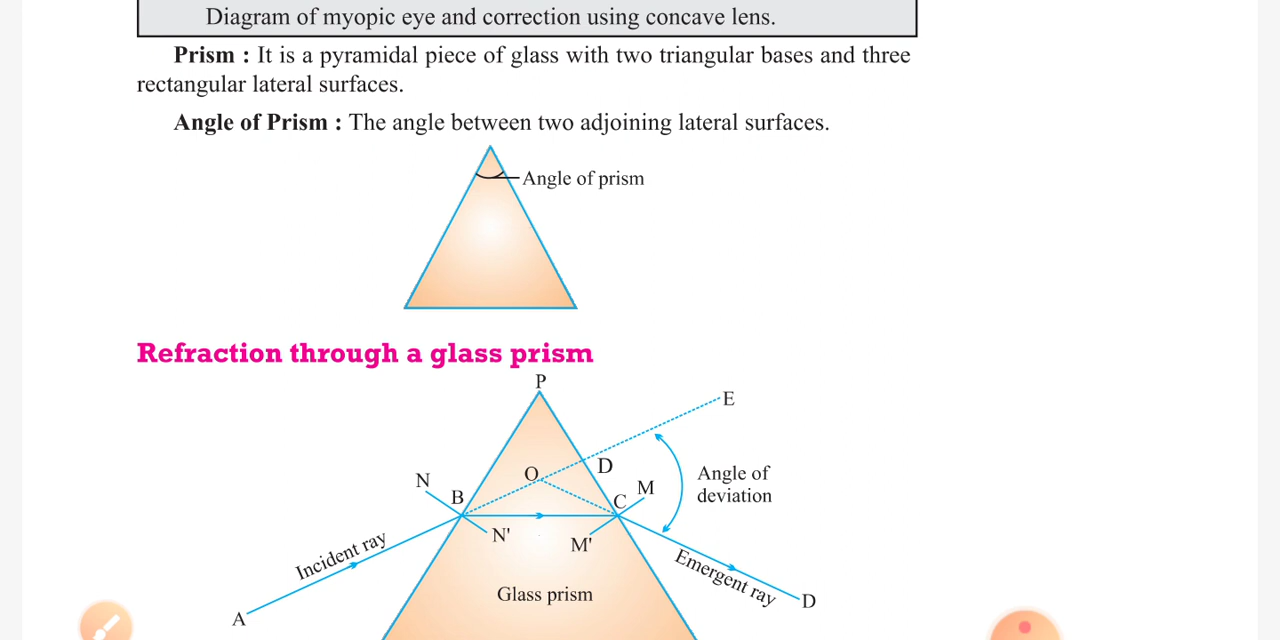 Diagram of myopic eye and correction using concave lens.
Prism : It is a pyramidal piece of glass with two triangular bases and three
rectangular lateral surfaces.
Angle of Prism : The angle between two adjoining lateral surfaces.
Angle of prism
Refraction through a glass prism
P
E
O
D
Angle of
deviation
N
B
M
C
N'
M'
Incident ray
Emergent ray
Glass prism
D
A